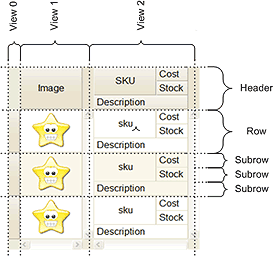 View 0
View 1
View 2
Image
SKU
Cost
Stock
Description
Header
sku
Cost
Stock
Description
Row
sku
Cost
Stock
Description
Subrow
Subrow
Subrow
sku
Cost
Stock
Description